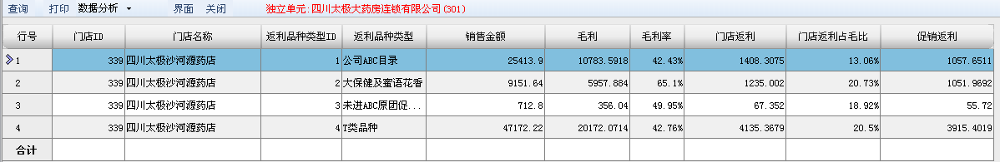 查询 打印 数据分析 界面 关闭 独立单元:四川太极大药房连锁有限公司(301)
行号 门店ID 门店名称 返利品种类型ID 返利品种类型 销售金额 毛利 毛利率 门店返利 门店返利占毛比 促销返利
1 339 四川太极沙河源药店 1 公司ABC目录 25413.9 10783.5918 42.43% 1408.3075 13.06% 1057.6511
2 339 四川太极沙河源药店 2 大保健及蜜语花香 9151.64 5957.884 65.1% 1235.002 20.73% 1051.9692
3 339 四川太极沙河源药店 3 未进ABC原团促... 712.8 356.04 49.95% 67.352 18.92% 55.72
4 339 四川太极沙河源药店 4 T类品种 47172.22 20172.0714 42.76% 4135.3679 20.5% 3915.4019
合计